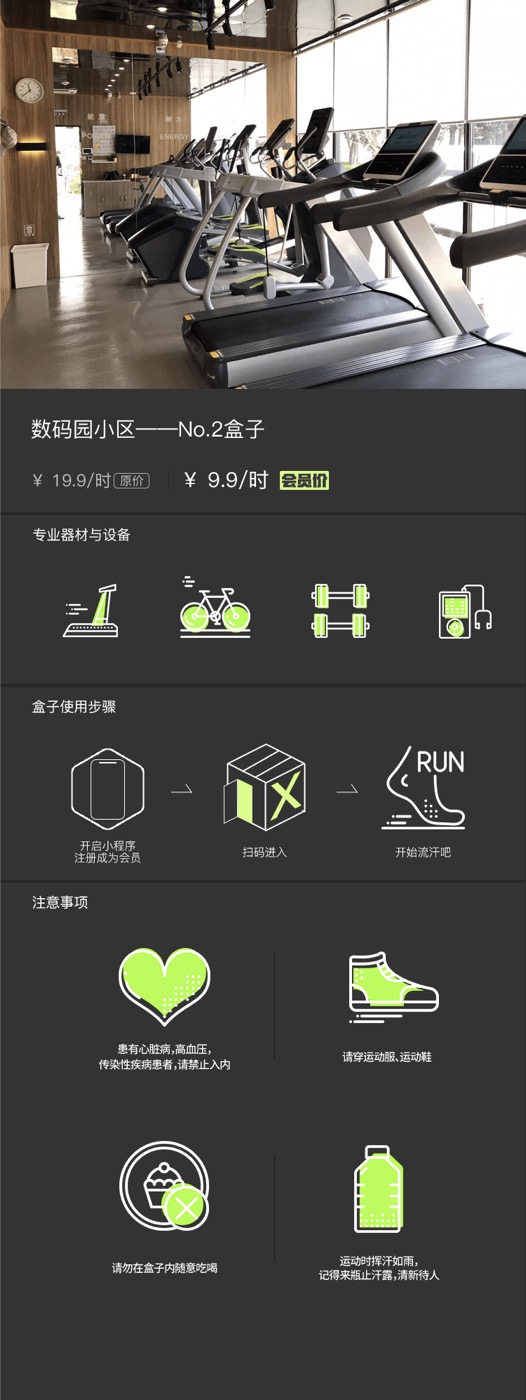 能量
耐力
POWER
ENERGY
数码园小区——No.2盒子
¥ 19.9/时 原价 ¥ 9.9/时 会员价
专业器材与设备
盒子使用步骤
RUN
开启小程序
注册成为会员
扫码进入
开始流汗吧
注意事项
患有心脏病,高血压,
传染性疾病患者,请禁止入内
请穿运动服、运动鞋
请勿在盒子内随意吃喝
运动时挥汗如雨,
记得来瓶止汗露,清新待人